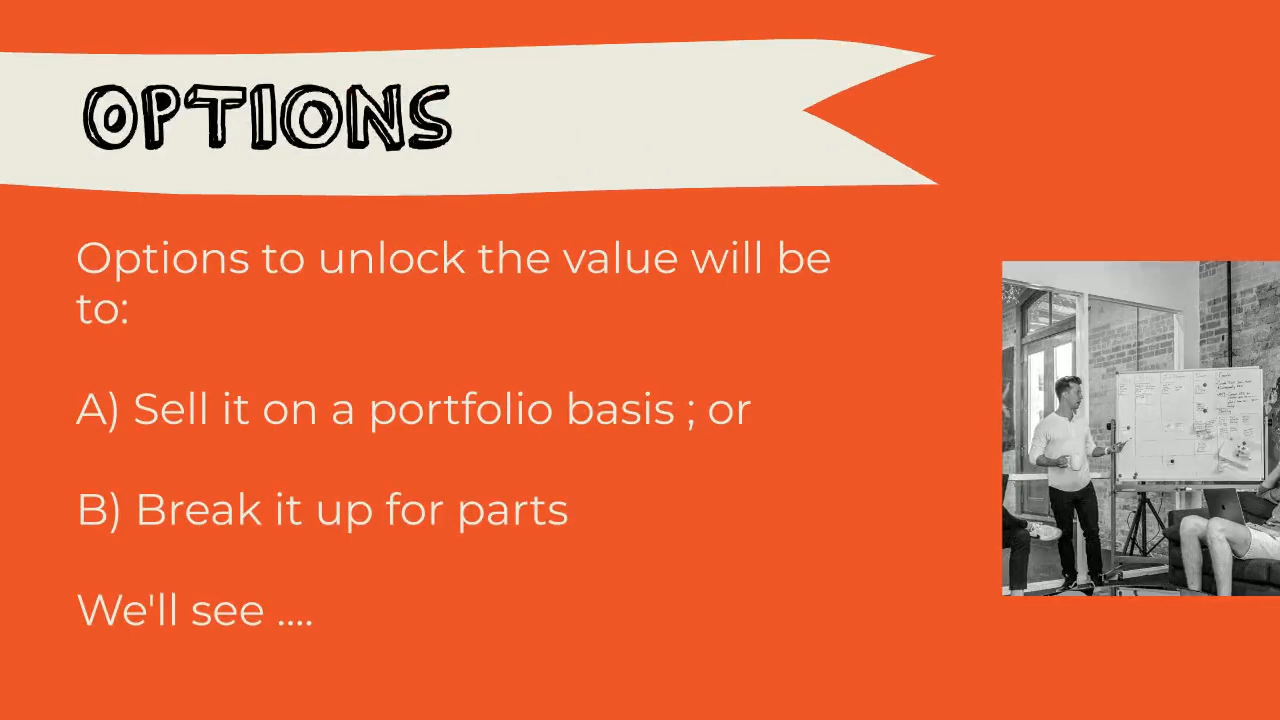 OPTIONS
Options to unlock the value will be
to:
A) Sell it on a portfolio basis ; or
B) Break it up for parts
We'll see ....